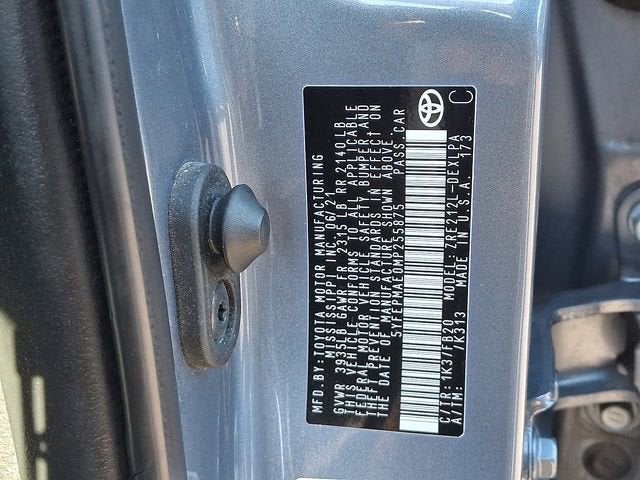 MFD. BY: TOYOTA MOTOR MANUFACTURING
MISSISSIPPI INC. 06/21
GVWR 3935LB GAWR FR 2315 LB RR 2140LB
THIS VEHICLE CONFORMS TO ALL APPLICABLE
FEDERAL MOTOR VEHICLE SAFETY, BUMPER AND
THEFT PREVENTION STANDARDS IN EFFECT ON
THE DATE OF MANUFACTURE SHOWN ABOVE.
5YFEPMAE0MP255875 PASS. CAR
C/TR: 1K3/FB20 MODEL: ZRE212L-DEXLPA
A/TM: /K313 MADE IN U.S.A. 173
C